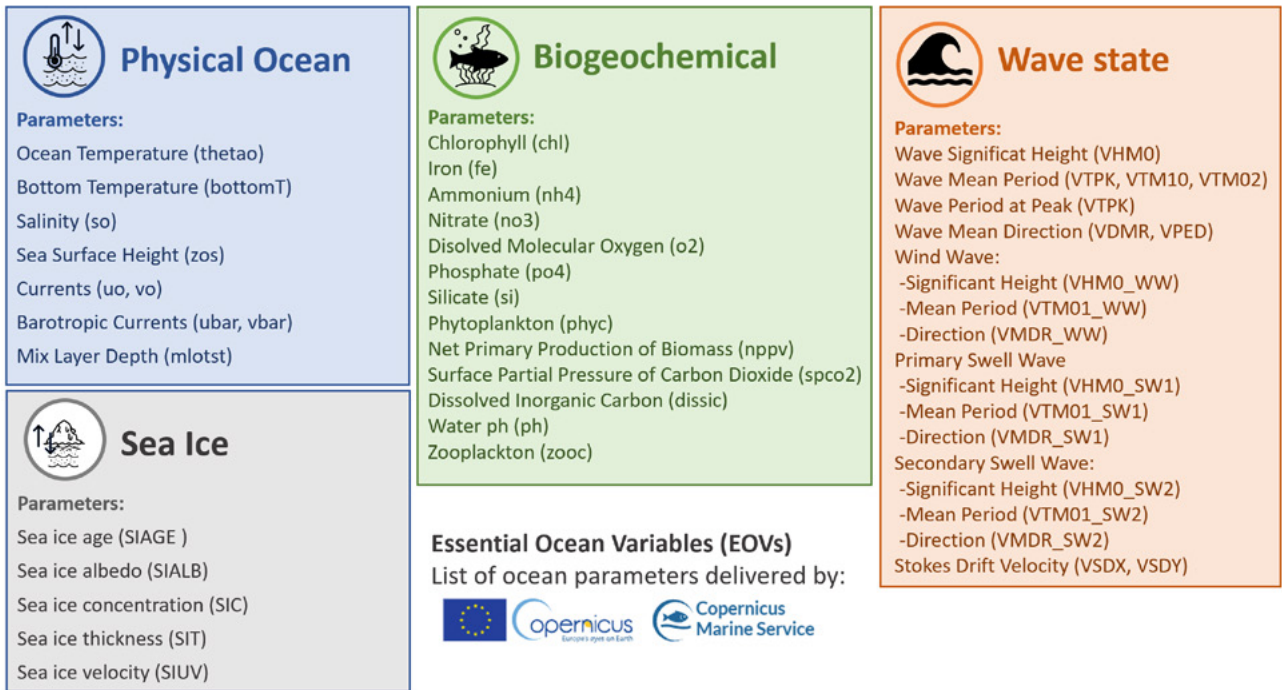 Physical Ocean
Parameters:
Ocean Temperature (thetao)
Bottom Temperature (bottomT)
Salinity (so)
Sea Surface Height (zos)
Currents (uo, vo)
Barotropic Currents (ubar, vbar)
Mix Layer Depth (mlotst)
Sea Ice
Parameters:
Sea ice age (SIAGE )
Sea ice albedo (SIALB)
Sea ice concentration (SIC)
Sea ice thickness (SIT)
Sea ice velocity (SIUV)
Biogeochemical
Parameters:
Chlorophyll (chl)
Iron (fe)
Ammonium (nh4)
Nitrate (no3)
Disolved Molecular Oxygen (o2)
Phosphate (po4)
Silicate (si)
Phytoplankton (phyc)
Net Primary Production of Biomass (nppv)
Surface Partial Pressure of Carbon Dioxide (spco2)
Dissolved Inorganic Carbon (dissic)
Water ph (ph)
Zooplackton (zooc)
Essential Ocean Variables (EOVs)
List of ocean parameters delivered by:
opernicus
Europe's eyes on Earth
Copernicus
Marine Service
Wave state
Parameters:
Wave Significat Height (VHM0)
Wave Mean Period (VTPK, VTM10, VTM02)
Wave Period at Peak (VTPK)
Wave Mean Direction (VDMR, VPED)
Wind Wave:
-Significant Height (VHM0_WW)
-Mean Period (VTM01_WW)
-Direction (VMDR_WW)
Primary Swell Wave
-Significant Height (VHM0_SW1)
-Mean Period (VTM01_SW1)
-Direction (VMDR_SW1)
Secondary Swell Wave:
-Significant Height (VHM0_SW2)
-Mean Period (VTM01_SW2)
-Direction (VMDR_SW2)
Stokes Drift Velocity (VSDX, VSDY)